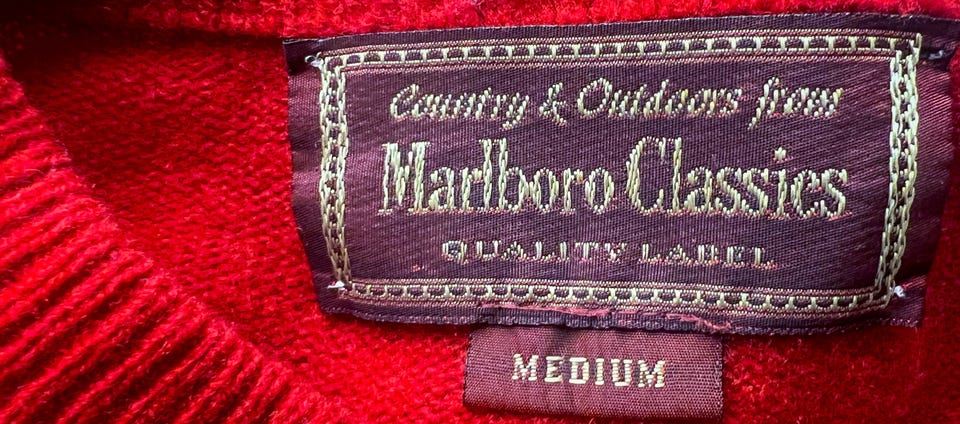 Country & Outdoors from
Marlboro Classics
QUALITY LABEL
MEDIUM